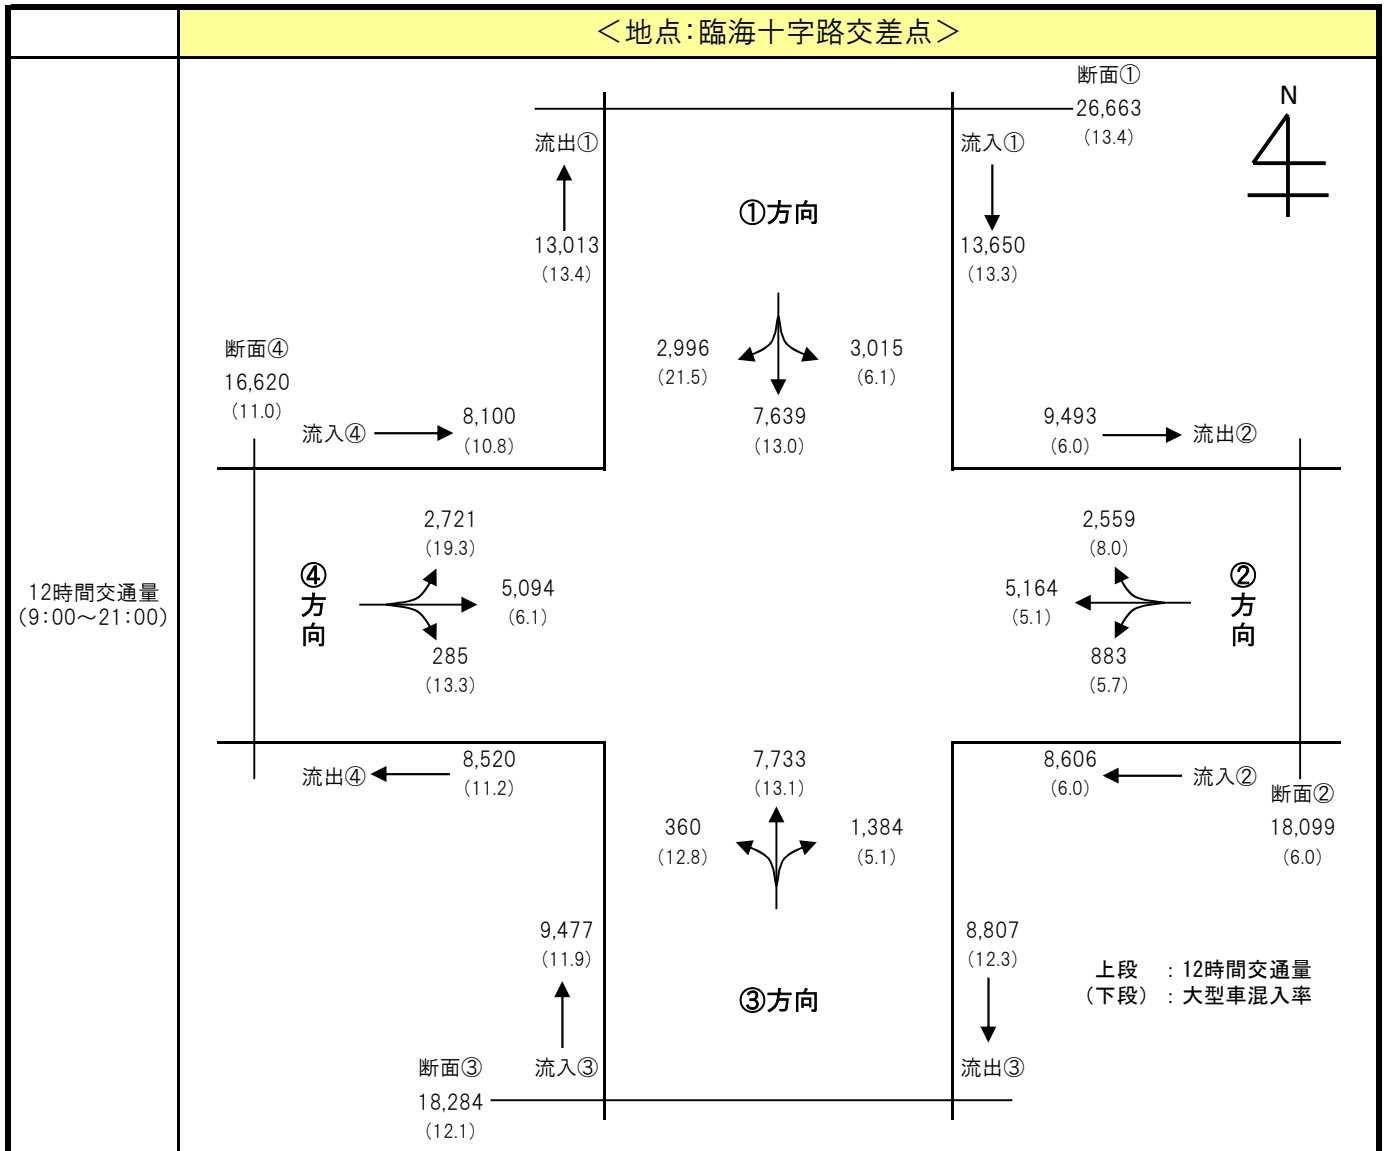 ＜地点：臨海十字路交差点＞
断面①
26,663
(13.4)
N
流出①
流入①
①方向
13,013
(13.4)
13,650
(13.3)
2,996
(21.5)
3,015
(6.1)
7,639
(13.0)
断面④
16,620
(11.0)
流入④
8,100
(10.8)
9,493
(6.0)
流出②
12時間交通量
(9:00～21:00)
④方向
2,721
(19.3)
5,094
(6.1)
285
(13.3)
2,559
(8.0)
5,164
(5.1)
883
(5.7)
②方向
流出④
8,520
(11.2)
7,733
(13.1)
360
(12.8)
1,384
(5.1)
8,606
(6.0)
流入②
断面②
18,099
(6.0)
9,477
(11.9)
8,807
(12.3)
③方向
上段 ：12時間交通量
（下段）：大型車混入率
断面③
18,284
(12.1)
流入③
流出③